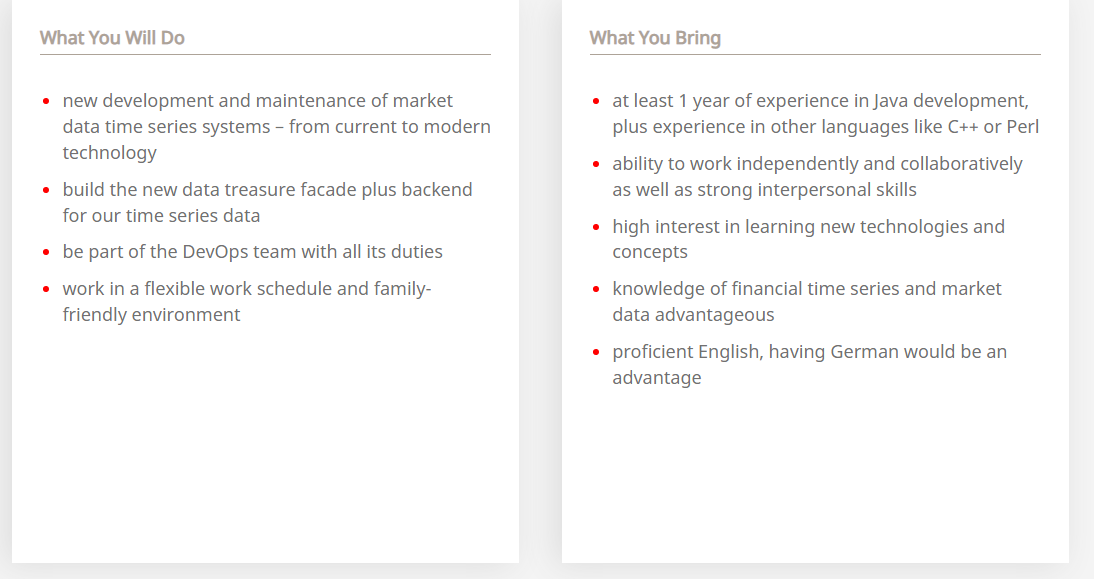 What You Will Do
new development and maintenance of market
data time series systems – from current to modern
technology
build the new data treasure facade plus backend
for our time series data
be part of the DevOps team with all its duties
work in a flexible work schedule and family-
friendly environment
What You Bring
at least 1 year of experience in Java development,
plus experience in other languages like C++ or Perl
ability to work independently and collaboratively
as well as strong interpersonal skills
high interest in learning new technologies and
concepts
knowledge of financial time series and market
data advantageous
proficient English, having German would be an
advantage